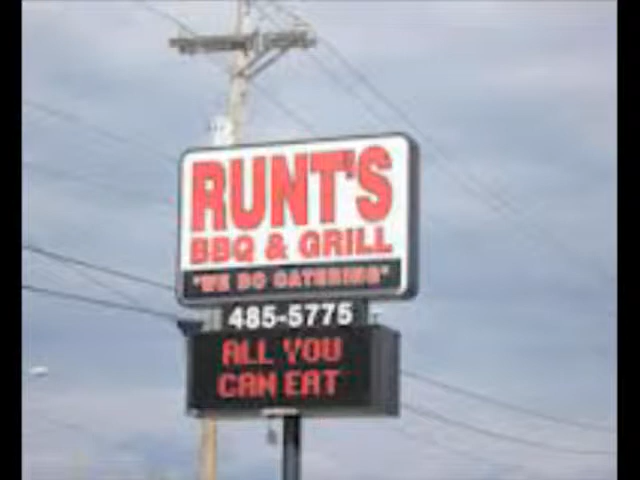 RUNT'S
BBQ & GRILL
"WE DO CATERING"
485-5775
ALL YOU
CAN EAT